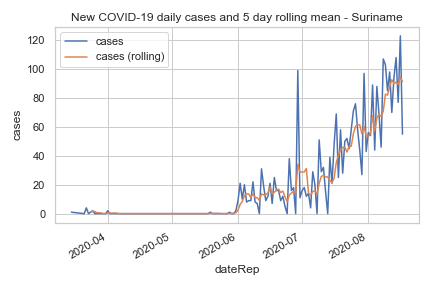 New COVID-19 daily cases and 5 day rolling mean - Suriname
cases
cases (rolling)
120
100
80
60
40
20
0
cases
2020-04
2020-05
2020-06
2020-07
2020-08
dateRep